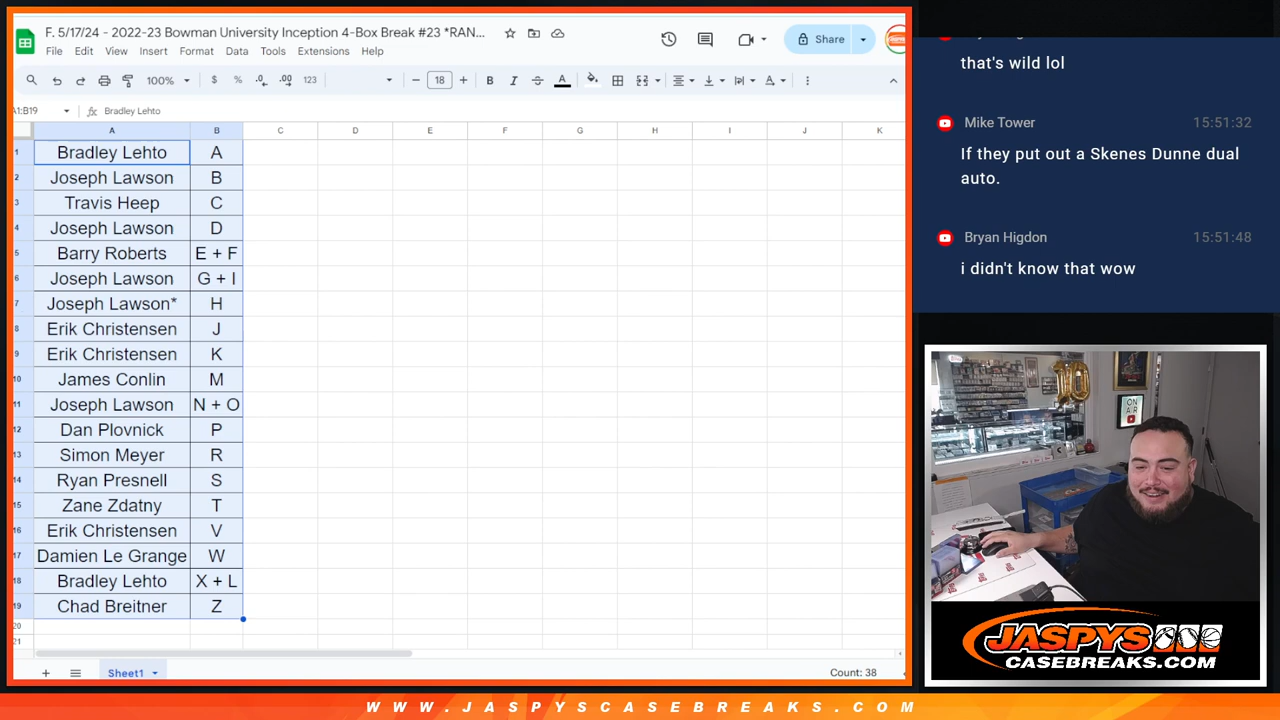 F. 5/17/24 - 2022-23 Bowman University Inception 4-Box Break #23 *RAN...
File Edit View Insert Format Data Tools Extensions Help
Share
100% $ % .0 .00 123 18 B I A
A1:B19 fx Bradley Lehto
A B C D E F G H I J K
1 Bradley Lehto A
2 Joseph Lawson B
3 Travis Heep C
4 Joseph Lawson D
5 Barry Roberts E + F
6 Joseph Lawson G + I
7 Joseph Lawson* H
8 Erik Christensen J
9 Erik Christensen K
10 James Conlin M
11 Joseph Lawson N + O
12 Dan Plovnick P
13 Simon Meyer R
14 Ryan Presnell S
15 Zane Zdatny T
16 Erik Christensen V
17 Damien Le Grange W
18 Bradley Lehto X + L
19 Chad Breitner Z
20
21
Sheet1
Count: 38
that's wild lol
Mike Tower 15:51:32
If they put out a Skenes Dunne dual
auto.
Bryan Higdon 15:51:48
i didn't know that wow
10
ON
AR
JASPYS
CASEBREAKS.COM
WWW.JASPYSCASEBREAKS.COM